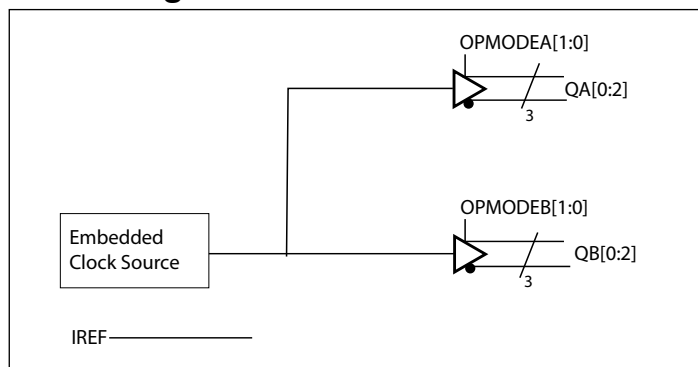 OPMODEA[1:0]
QA[0:2]
3
OPMODEB[1:0]
Embedded
Clock Source
QB[0:2]
3
IREF